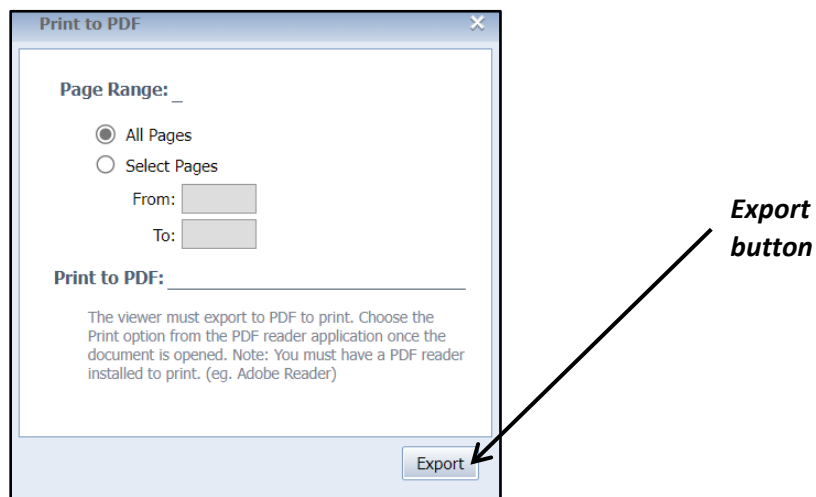 Print to PDF
Page Range:
All Pages
Select Pages
From:
To:
Print to PDF:
The viewer must export to PDF to print. Choose the
Print option from the PDF reader application once the
document is opened. Note: You must have a PDF reader
installed to print. (eg. Adobe Reader)
Export
Export
button